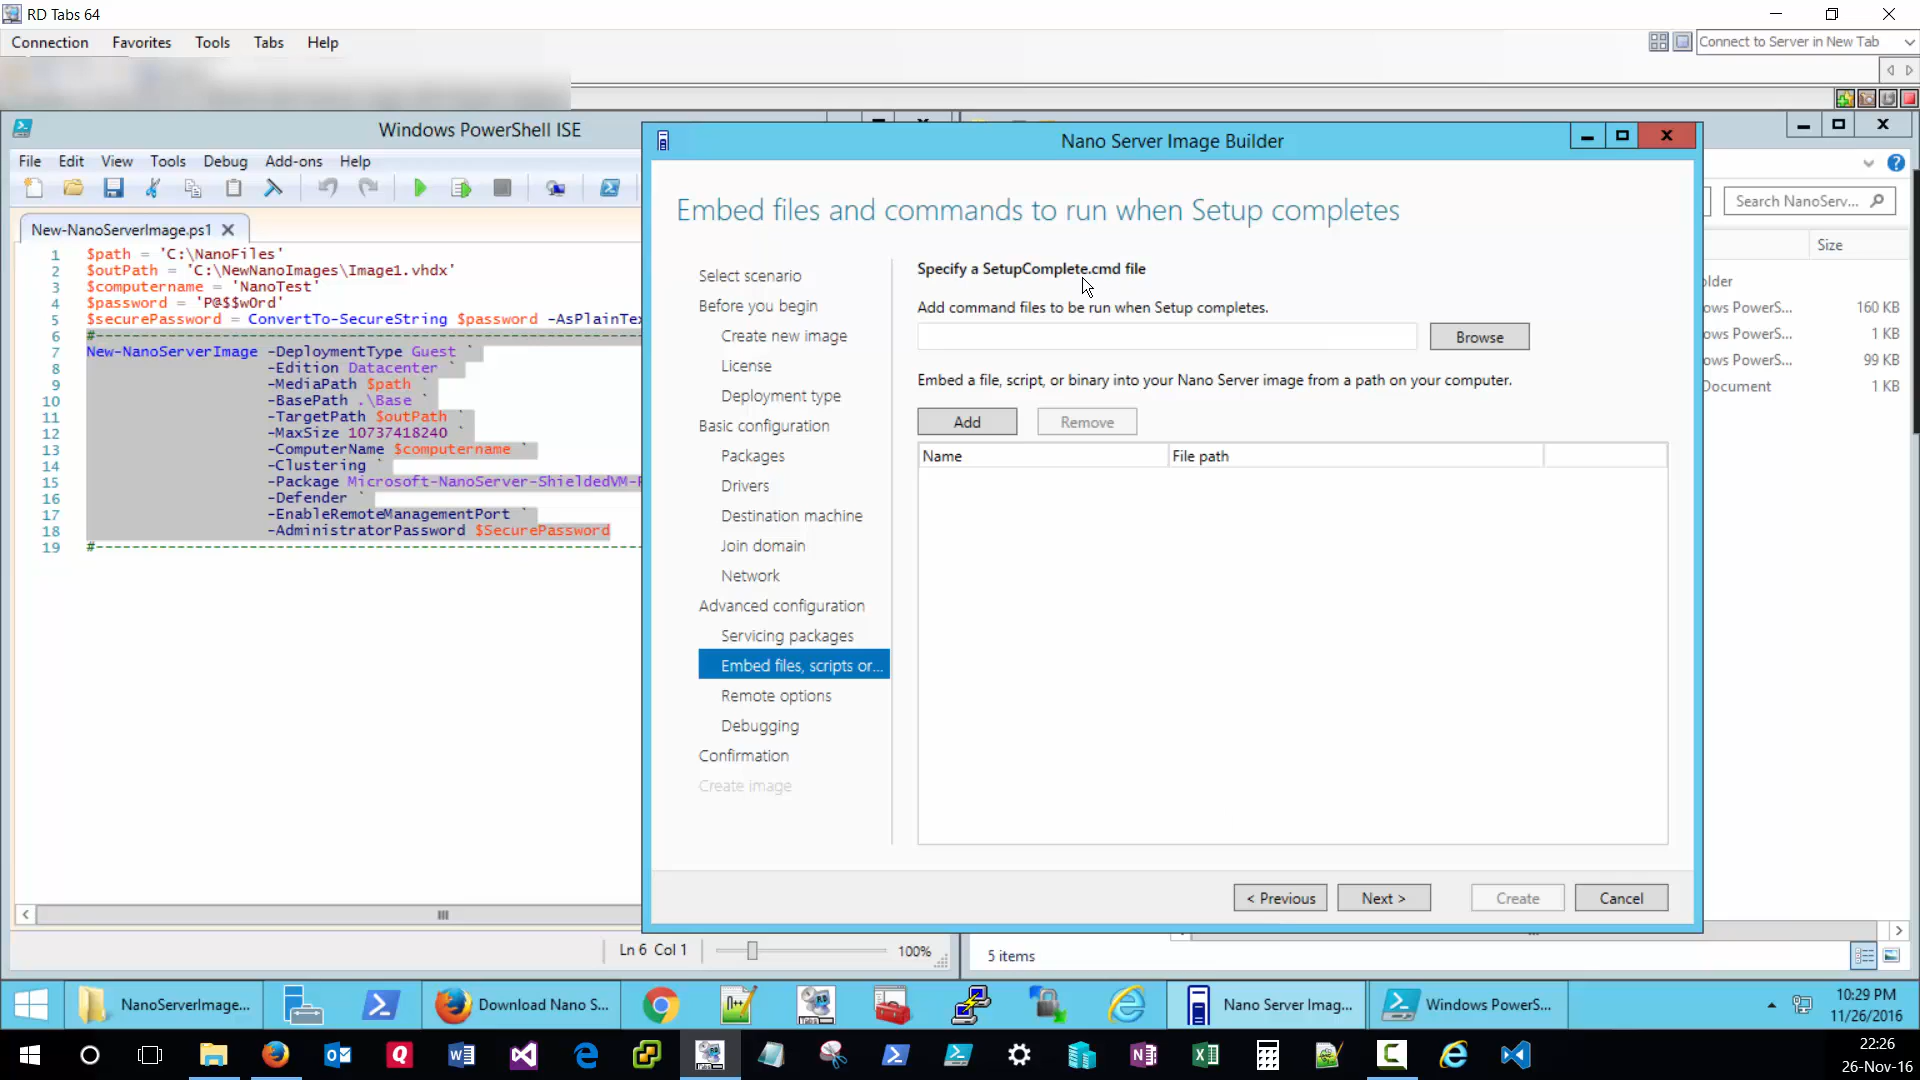 RD Tabs 64
Connection Favorites Tools Tabs Help
Connect to Server in New Tab
Windows PowerShell ISE
File Edit View Tools Debug Add-ons Help
New-NanoServerImage.ps1
1 $path = 'C:\NanoFiles'
2 $outPath = 'C:\NewNanoImages\Image1.vhdx'
3 $computername = 'NanoTest'
4 $password = 'P@$$w0rd'
5 $securePassword = ConvertTo-SecureString $password -AsPlainTex
6 #---------------------------------------------------------------
7 New-NanoServerImage -DeploymentType Guest `
8 -Edition Datacenter `
9 -MediaPath $path `
10 -BasePath .\Base `
11 -TargetPath $outPath `
12 -MaxSize 10737418240 `
13 -ComputerName $computername `
14 -Clustering `
15 -Package Microsoft-NanoServer-ShieldedVM-P
16 -Defender `
17 -EnableRemoteManagementPort `
18 -AdministratorPassword $SecurePassword
19 #---------------------------------------------------------------
Ln 6 Col 1
100%
Nano Server Image Builder
Embed files and commands to run when Setup completes
Select scenario
Before you begin
Create new image
License
Deployment type
Basic configuration
Packages
Drivers
Destination machine
Join domain
Network
Advanced configuration
Servicing packages
Embed files, scripts or...
Remote options
Debugging
Confirmation
Create image
Specify a SetupComplete.cmd file
Add command files to be run when Setup completes.
Browse
Embed a file, script, or binary into your Nano Server image from a path on your computer.
Add Remove
Name File path
< Previous Next > Create Cancel
Search NanoServ...
Size
older
ows PowerS... 160 KB
ows PowerS... 1 KB
ows PowerS... 99 KB
Document 1 KB
5 items
NanoServerImage...
Download Nano S...
Nano Server Imag...
Windows PowerS...
10:29 PM
11/26/2016
22:26
26-Nov-16